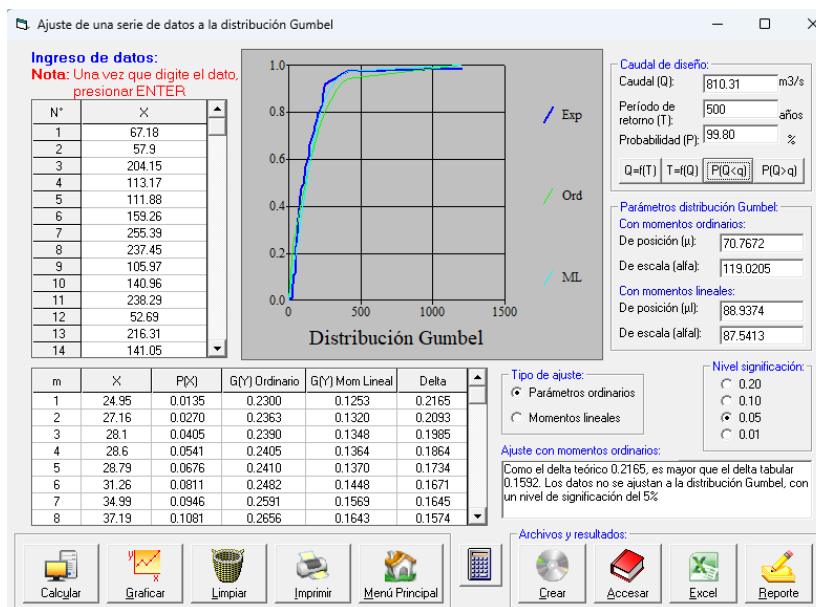 Ajuste de una serie de datos a la distribución Gumbel
Ingreso de datos:
Nota: Una vez que digite el dato,
presionar ENTER
N° X
1 67.18
2 57.9
3 204.15
4 113.17
5 111.88
6 159.26
7 255.39
8 237.45
9 105.97
10 140.96
11 238.29
12 52.69
13 216.31
14 141.05
1.0
0.8
0.6
0.4
0.2
0.0
0 500 1000 1500
Distribución Gumbel
Exp
Ord
ML
Caudal de diseño:
Caudal (Q): 810.31 m3/s
Período de
retorno (T): 500 años
Probabilidad (P): 99.80 %
Q=f(T) T=f(Q) P(Q<q) P(Q>q)
Parámetros distribución Gumbel:
Con momentos ordinarios:
De posición (µ): 70.7672
De escala (alfa): 119.0205
Con momentos lineales:
De posición (µl): 88.9374
De escala (alfal): 87.5413
m X P(X) G(Y) Ordinario G(Y) Mom Lineal Delta
1 24.95 0.0135 0.2300 0.1253 0.2165
2 27.16 0.0270 0.2363 0.1320 0.2093
3 28.1 0.0405 0.2390 0.1348 0.1985
4 28.6 0.0541 0.2405 0.1364 0.1864
5 28.79 0.0676 0.2410 0.1370 0.1734
6 31.26 0.0811 0.2482 0.1448 0.1671
7 34.99 0.0946 0.2591 0.1569 0.1645
8 37.19 0.1081 0.2656 0.1643 0.1574
Tipo de ajuste:
Parámetros ordinarios
Momentos lineales
Nivel significación:
0.20
0.10
0.05
0.01
Ajuste con momentos ordinarios:
Como el delta teórico 0.2165, es mayor que el delta tabular
0.1592. Los datos no se ajustan a la distribución Gumbel, con
un nivel de significación del 5%
Calcular Graficar Limpiar Imprimir Menú Principal
Archivos y resultados:
Crear Accesar Excel Reporte